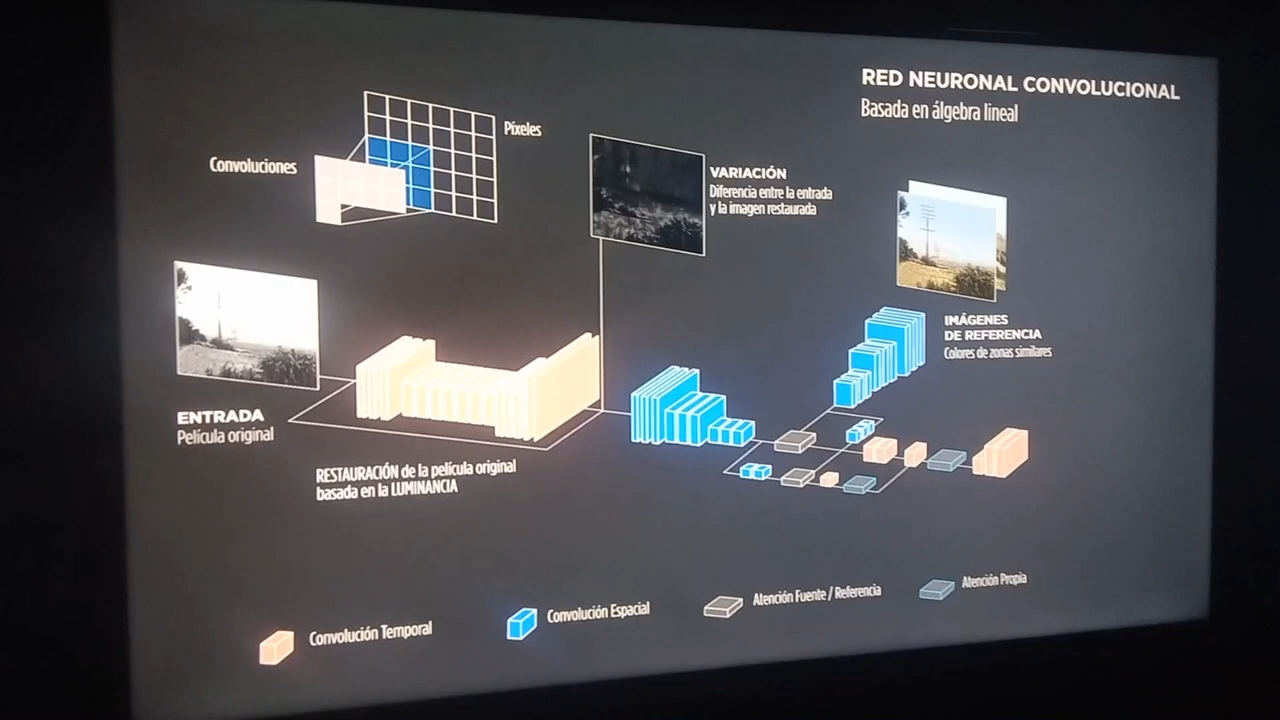 RED NEURONAL CONVOLUCIONAL
Basada en álgebra lineal
Píxeles
Convoluciones
VARIACIÓN
Diferencia entre la entrada
y la imagen restaurada
ENTRADA
Película original
IMÁGENES
DE REFERENCIA
Colores de zonas similares
RESTAURACIÓN de la película original
basada en la LUMINANCIA
Convolución Temporal
Convolución Espacial
Atención Fuente / Referencia
Atención Propia